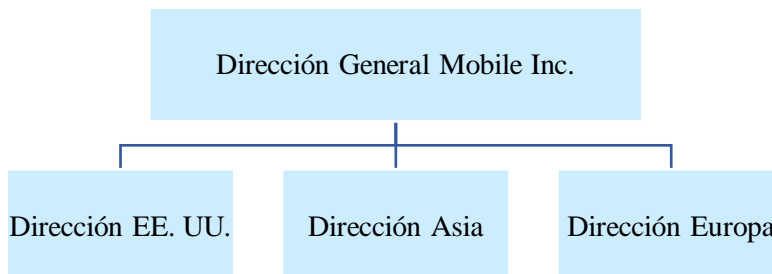 Dirección General Mobile Inc.
Dirección EE. UU.
Dirección Asia
Dirección Europa